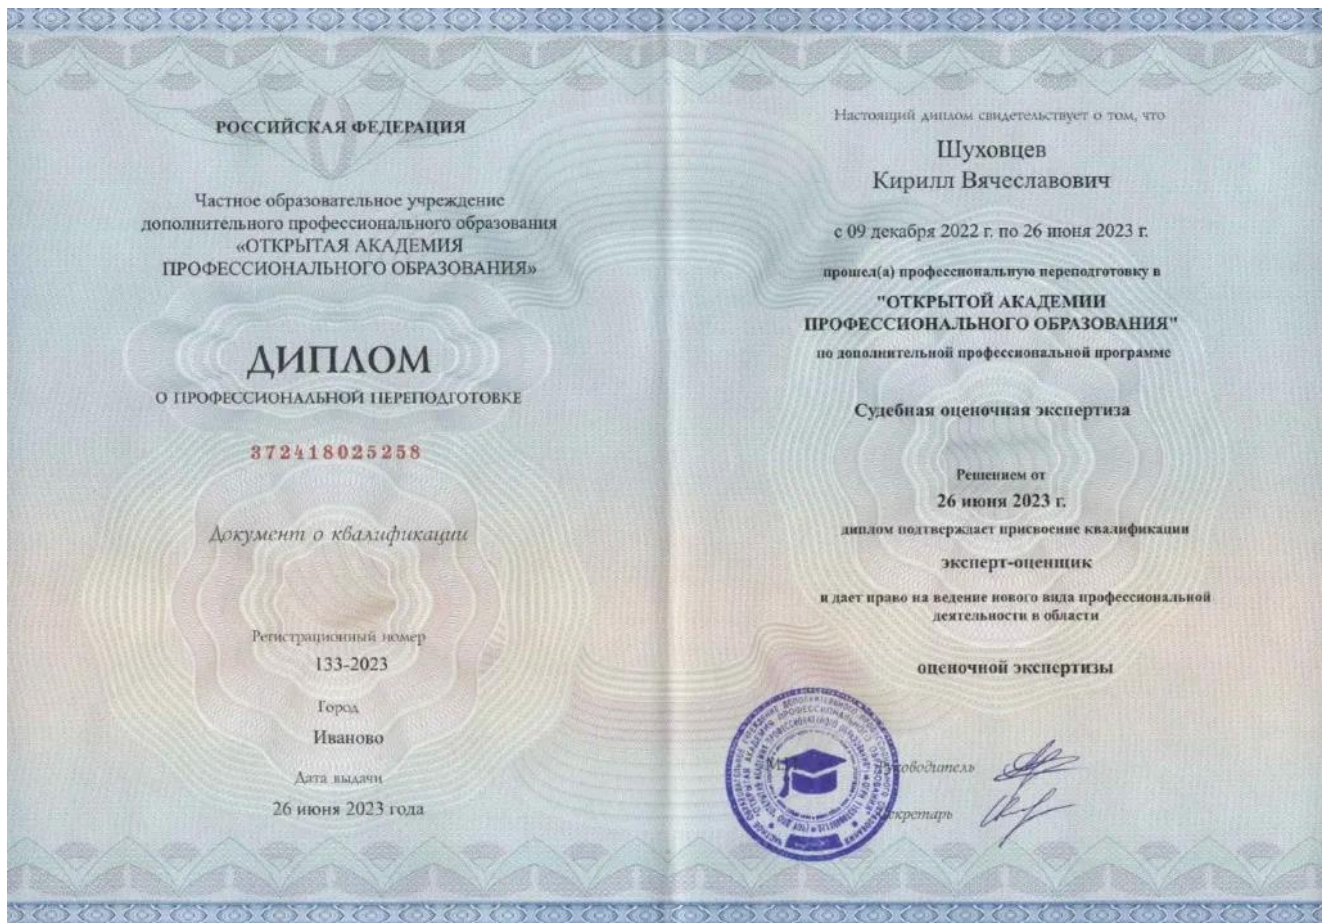 РОССИЙСКАЯ ФЕДЕРАЦИЯ
Частное образовательное учреждение
дополнительного профессионального образования
«ОТКРЫТАЯ АКАДЕМИЯ
ПРОФЕССИОНАЛЬНОГО ОБРАЗОВАНИЯ»
ДИПЛОМ
О ПРОФЕССИОНАЛЬНОЙ ПЕРЕПОДГОТОВКЕ
372418025258
Документ о квалификации
Регистрационный номер
133-2023
Город
Иваново
Дата выдачи
26 июня 2023 года
Настоящий диплом свидетельствует о том, что
Шуховцев
Кирилл Вячеславович
с 09 декабря 2022 г. по 26 июня 2023 г.
прошел(а) профессиональную переподготовку в
"ОТКРЫТОЙ АКАДЕМИИ
ПРОФЕССИОНАЛЬНОГО ОБРАЗОВАНИЯ"
по дополнительной профессиональной программе
Судебная оценочная экспертиза
Решением от
26 июня 2023 г.
диплом подтверждает присвоение квалификации
эксперт-оценщик
и дает право на ведение нового вида профессиональной
деятельности в области
оценочной экспертизы
Руководитель
Секретарь